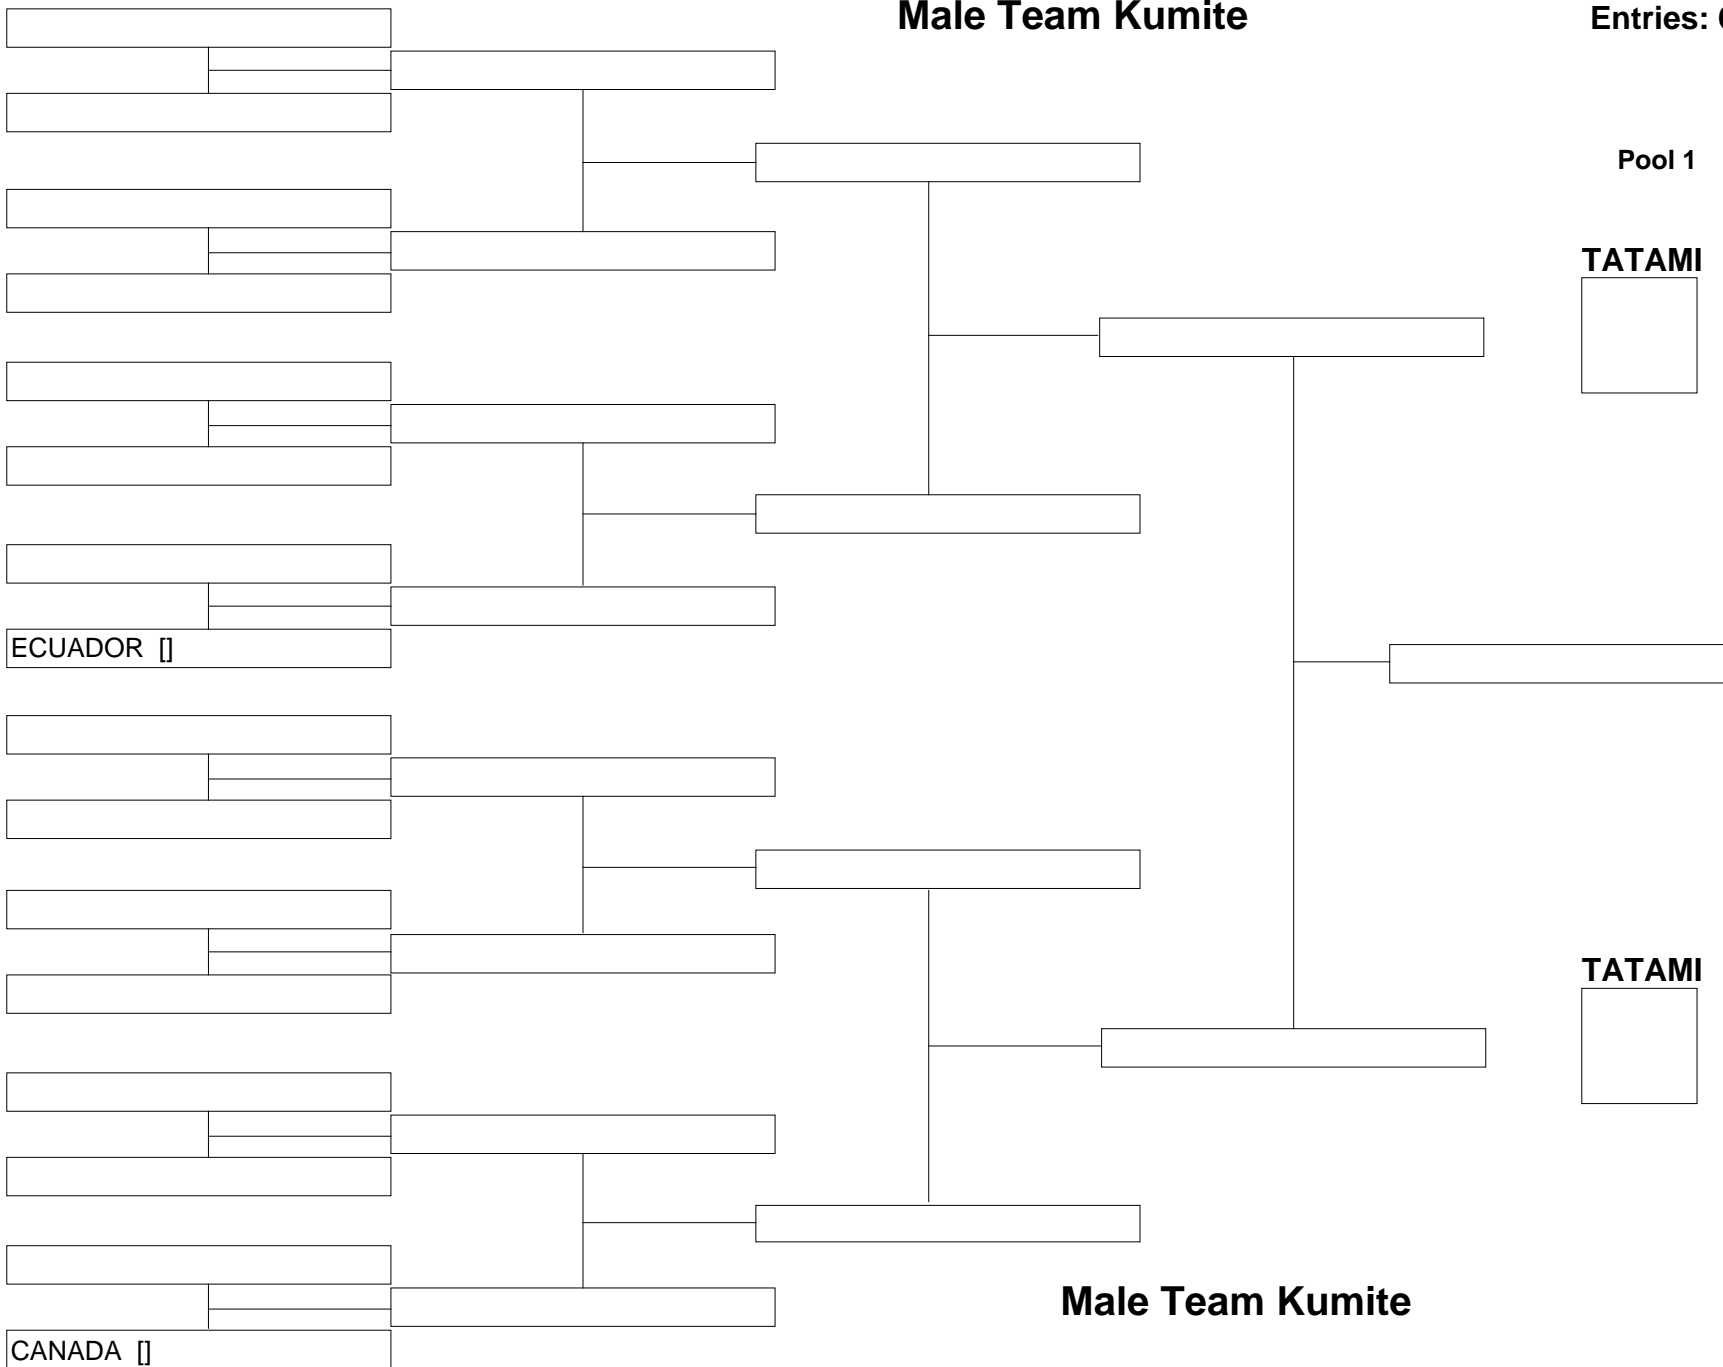 Male Team Kumite
Entries:
Pool 1
TATAMI
ECUADOR []
TATAMI
Male Team Kumite
CANADA []